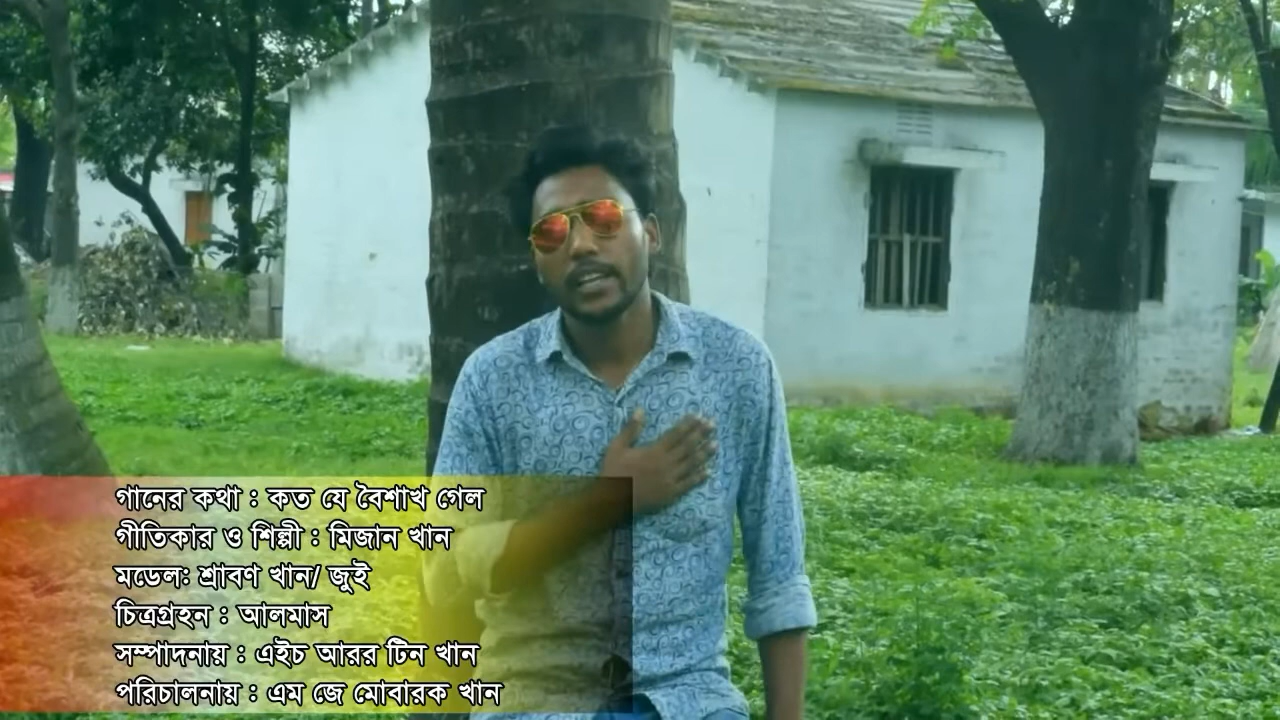 গানের কথা : কত যে বৈশাখ গেল
গীতিকার ও শিল্পী : মিজান খান
মডেল: শ্রাবণ খান/ জুই
চিত্রগ্রহন : আলমাস
সম্পাদনায় : এইচ আরর টিন খান
পরিচালনায় : এম জে মোবারক খান